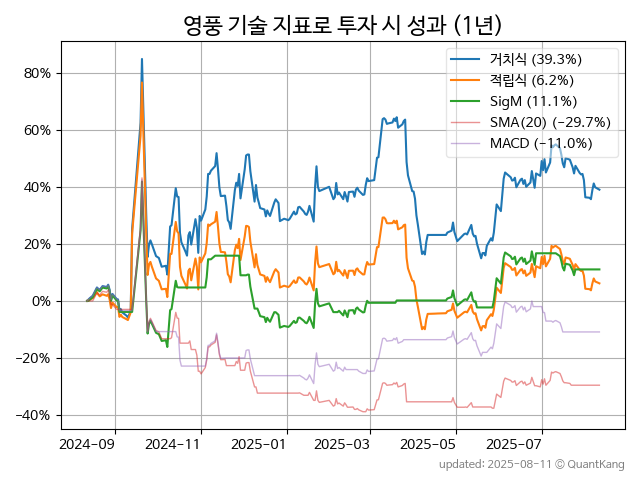 영풍 기술 지표로 투자 시 성과 (1년)
거치식 (39.3%)
적립식 (6.2%)
SigM (11.1%)
SMA(20) (−29.7%)
MACD (−11.0%)
80%
60%
40%
20%
0%
−20%
−40%
2024−09 2024−11 2025−01 2025−03 2025−05 2025−07
updated: 2025-08-11 © QuantKang